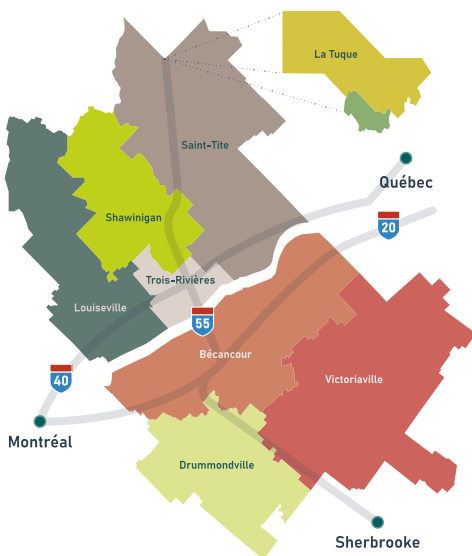 La Tuque
Saint-Tite
Québec
Shawinigan
20
Trois-Rivières
Louiseville
55
Bécancour
40
Victoriaville
Montréal
Drummondville
Sherbrooke